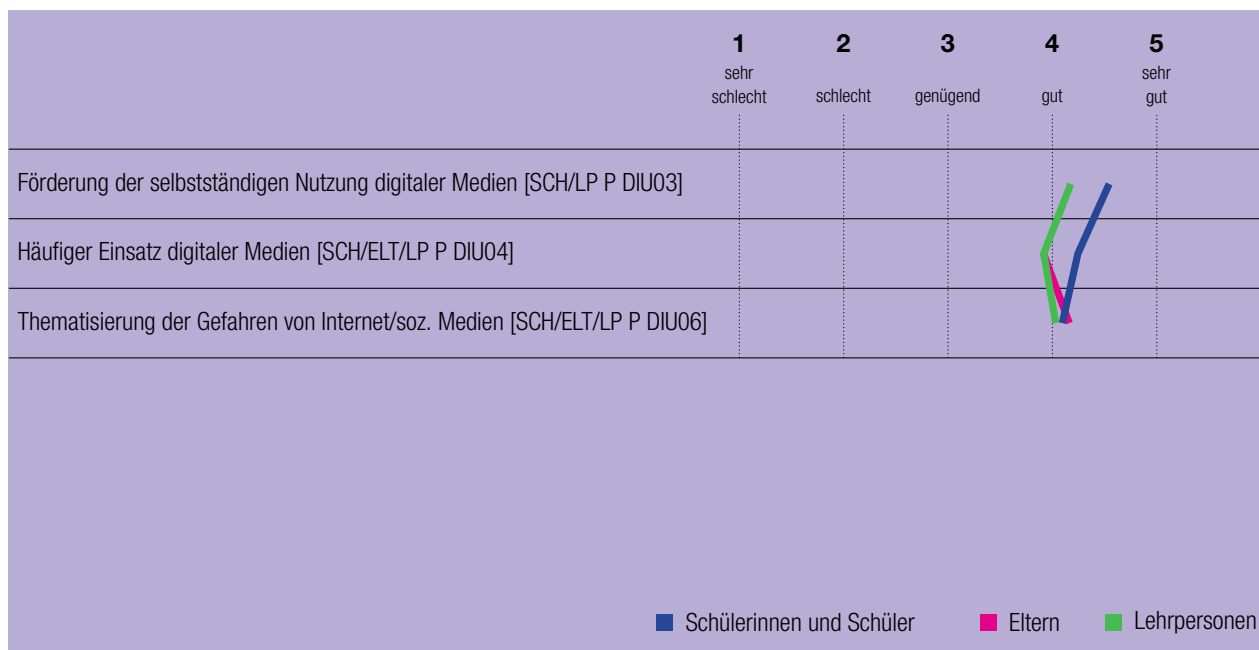 1 2 3 4 5
sehr schlecht schlecht genügend gut sehr gut
Förderung der selbstständigen Nutzung digitaler Medien [SCH/LP P DIU03]
Häufiger Einsatz digitaler Medien [SCH/ELT/LP P DIU04]
Thematisierung der Gefahren von Internet/soz. Medien [SCH/ELT/LP P DIU06]
Schülerinnen und Schüler Eltern Lehrpersonen